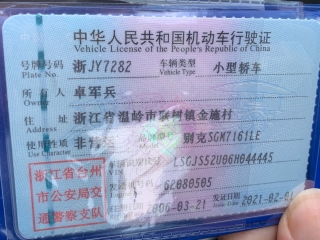 中华人民共和国机动车行驶证
Vehicle License of the People's Republic of China
号牌号码 浙JY7282 车辆类型 小型轿车
Plate No. Vehicle Type
所有人 卓军兵
Owner
住址 浙江省温岭市 树镇金施村
Address
使用性质 非 别克SGM7161LE
Use Character
浙江省台州
市公安局交
通警察支队
VIN LSGJS52U06H044445
02080505
2006-03-21 发证日期 2021-02-0